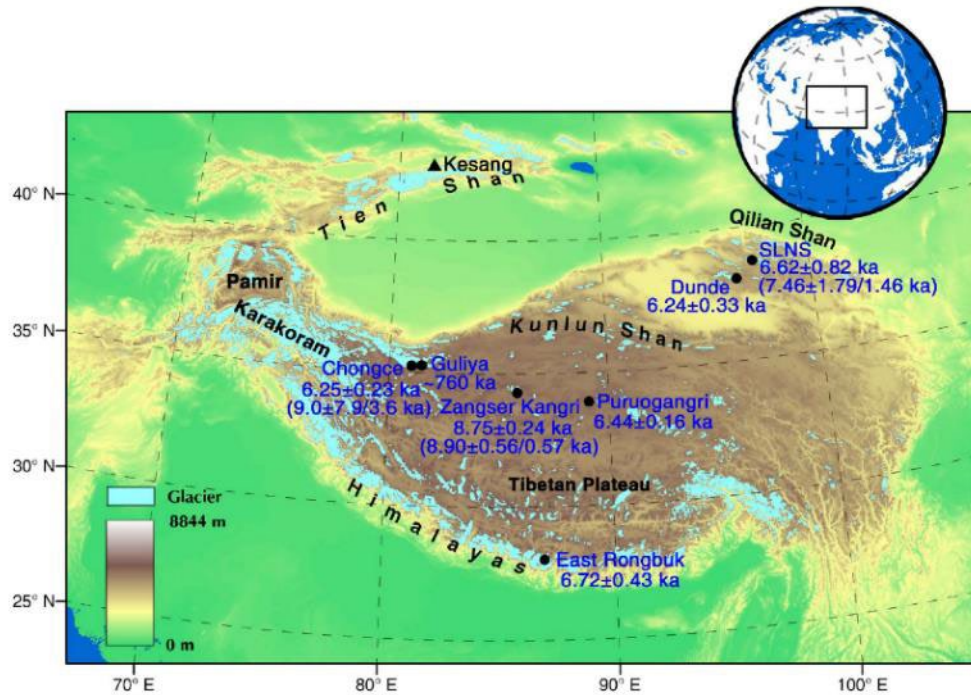 Kesang
Tien Shan
40° N
Qilian Shan
SLNS
6.62±0.82 ka
(7.46±1.79/1.46 ka)
Dunde
6.24±0.33 ka
Pamir
Karakoram
Kunlun Shan
35° N
Chongce
Guliya
6.25±0.23 ka
~760 ka
(9.0±7.9/3.6 ka)
Zangser Kangri
Puruogangri
8.75±0.24 ka
6.44±0.16 ka
(8.90±0.56/0.57 ka)
30° N
Tibetan Plateau
Glacier
8844 m
Himalayas
East Rongbuk
6.72±0.43 ka
25° N
0 m
70° E
80° E
90° E
100° E